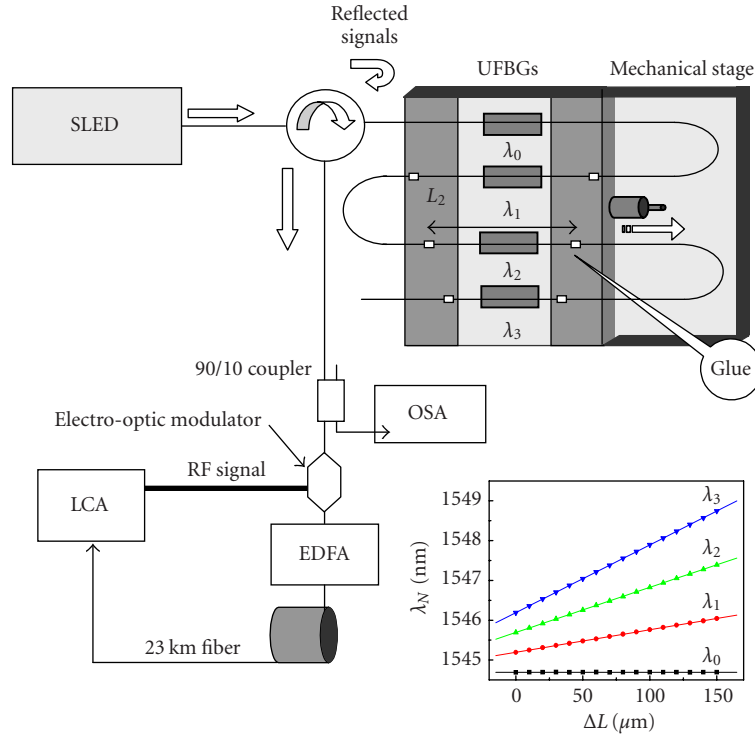 Reflected
signals
UFBGs
Mechanical stage
SLED
λ0
L2
λ1
λ2
λ3
Glue
90/10 coupler
OSA
Electro-optic modulator
RF signal
LCA
EDFA
23 km fiber
1549
1548
1547
1546
1545
λN (nm)
λ3
λ2
λ1
λ0
0 50 100 150
ΔL (μm)